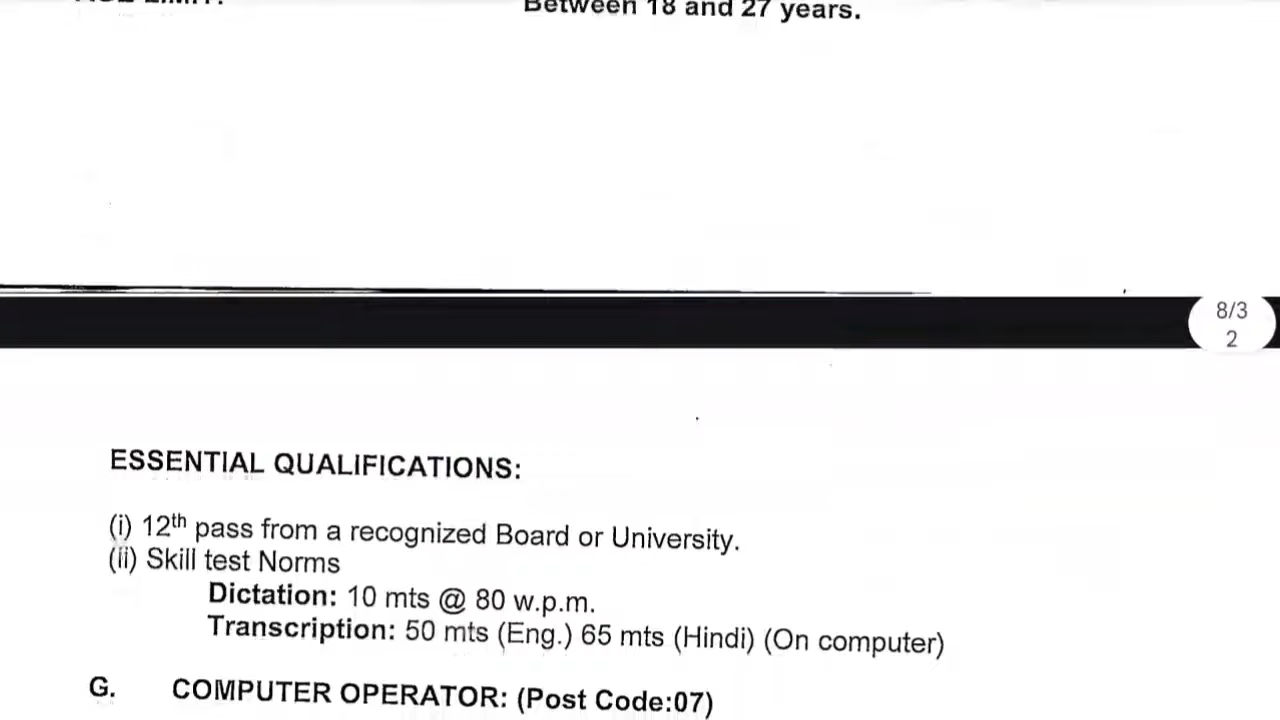 Between 18 and 27 years.
8/3
2
ESSENTIAL QUALIFICATIONS:
(i) 12th pass from a recognized Board or University.
(ii) Skill test Norms
Dictation: 10 mts @ 80 w.p.m.
Transcription: 50 mts (Eng.) 65 mts (Hindi) (On computer)
G. COMPUTER OPERATOR: (Post Code:07)